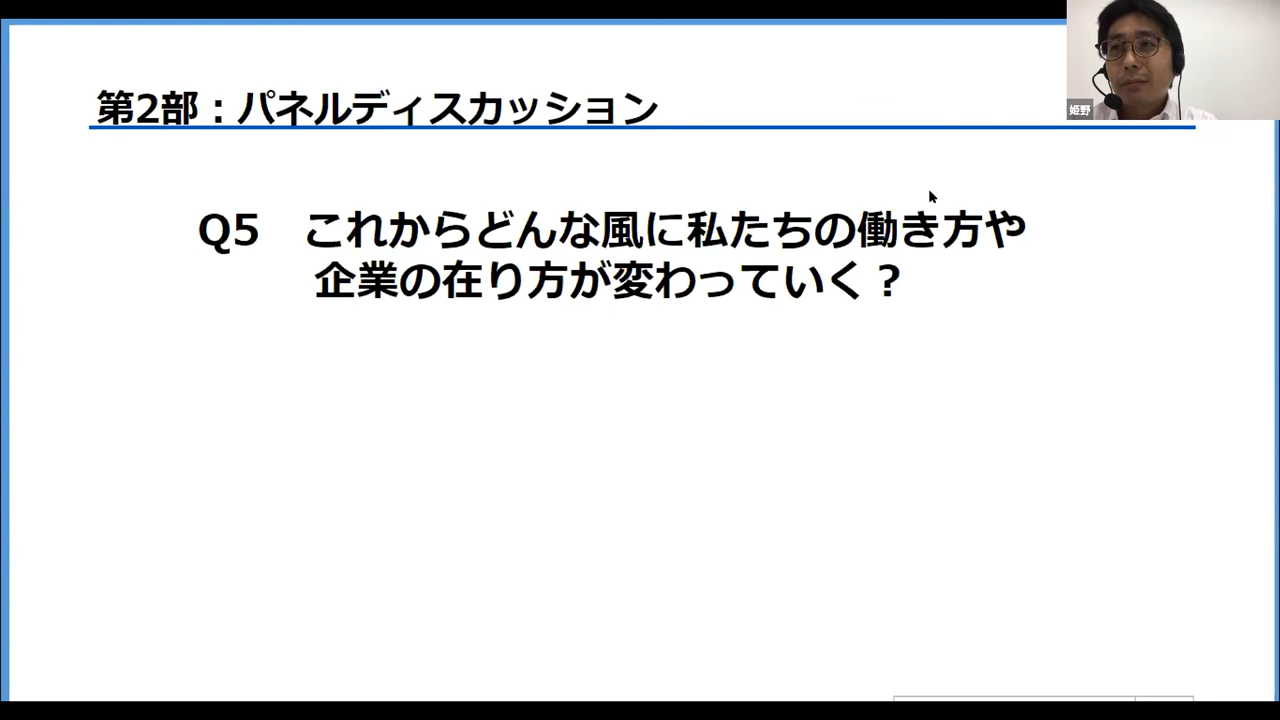 第2部：パネルディスカッション
姫野
Q5　これからどんな風に私たちの働き方や
企業の在り方が変わっていく？